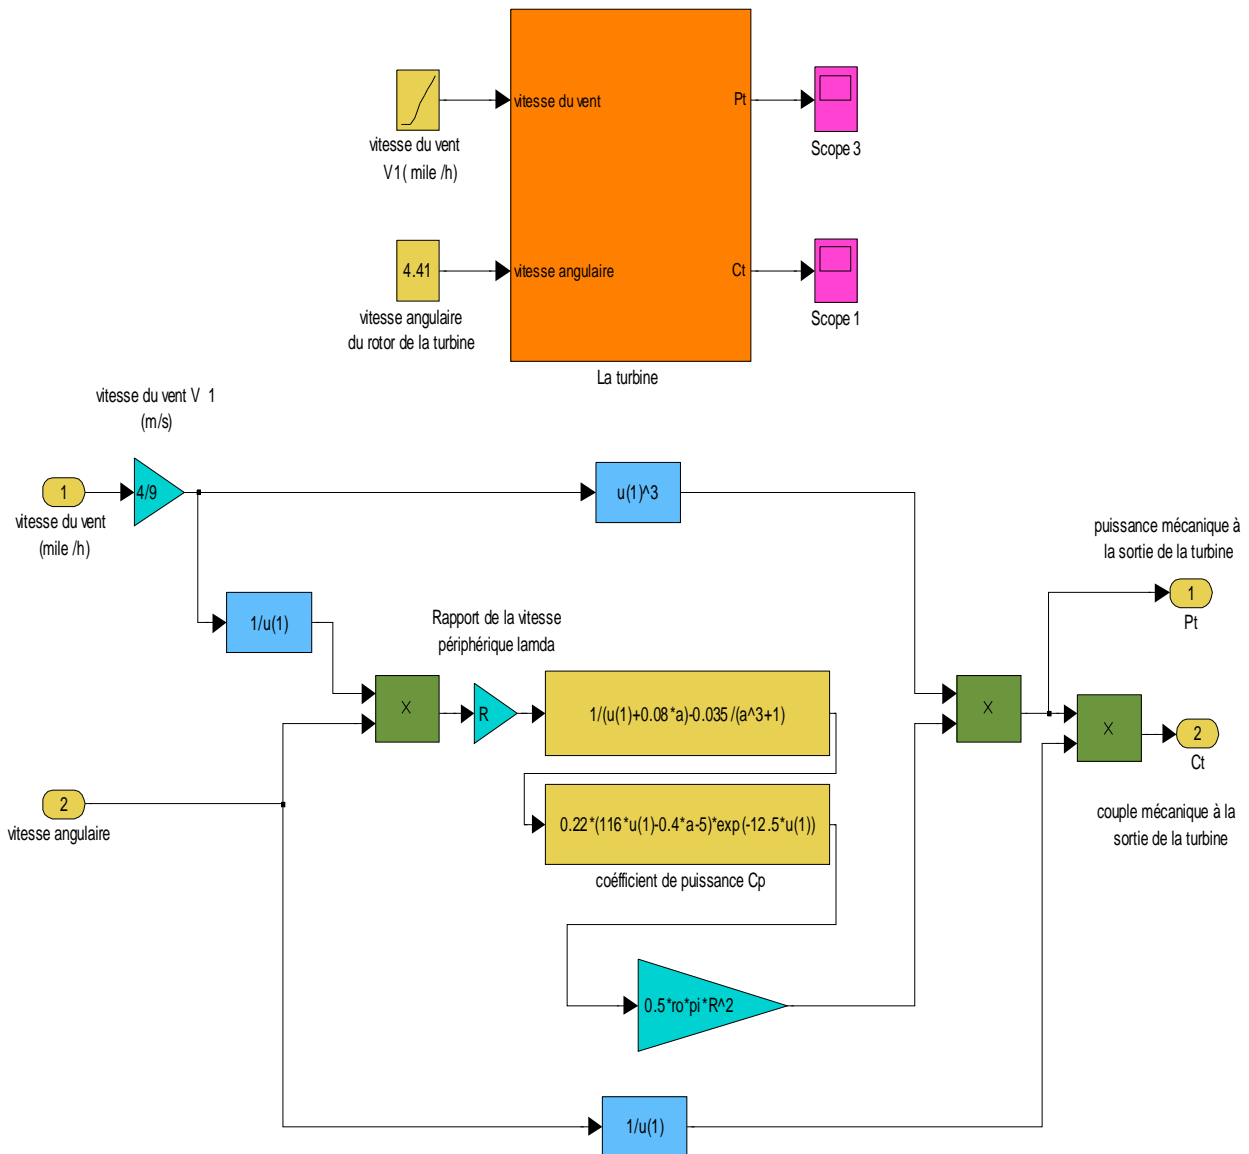 vitesse du vent
Pt
vitesse du vent
V1( mile /h)
Scope 3
4.41
vitesse angulaire
Ct
vitesse angulaire
du rotor de la turbine
Scope 1
La turbine
vitesse du vent V 1
(m/s)
1
4/9
u(1)^3
vitesse du vent
(mile /h)
puissance mécanique à
la sortie de la turbine
1
Pt
1/u(1)
Rapport de la vitesse
périphérique lamda
X
R
1/(u(1)+0.08*a)-0.035/(a^3+1)
X
X
2
Ct
2
vitesse angulaire
0.22*(116*u(1)-0.4*a-5)*exp(-12.5*u(1))
coéfficient de puissance Cp
couple mécanique à la
sortie de la turbine
0.5*ro*pi*R^2
1/u(1)